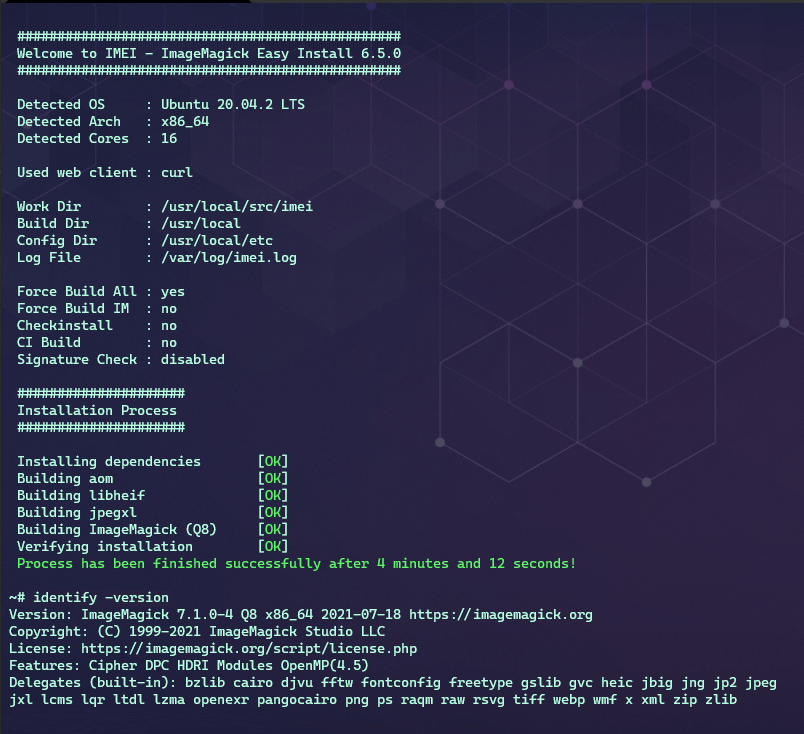 ################################################
Welcome to IMEI - ImageMagick Easy Install 6.5.0
################################################
Detected OS : Ubuntu 20.04.2 LTS
Detected Arch : x86_64
Detected Cores : 16
Used web client : curl
Work Dir : /usr/local/src/imei
Build Dir : /usr/local
Config Dir : /usr/local/etc
Log File : /var/log/imei.log
Force Build All : yes
Force Build IM : no
Checkinstall : no
CI Build : no
Signature Check : disabled
#####################
Installation Process
#####################
Installing dependencies [OK]
Building aom [OK]
Building libheif [OK]
Building jpegxl [OK]
Building ImageMagick (Q8) [OK]
Verifying installation [OK]
Process has been finished successfully after 4 minutes and 12 seconds!
~# identify -version
Version: ImageMagick 7.1.0-4 Q8 x86_64 2021-07-18 https://imagemagick.org
Copyright: (C) 1999-2021 ImageMagick Studio LLC
License: https://imagemagick.org/script/license.php
Features: Cipher DPC HDRI Modules OpenMP(4.5)
Delegates (built-in): bzlib cairo djvu fftw fontconfig freetype gslib gvc heic jbig jng jp2 jpeg
jxl lcms lqr ltdl lzma openexr pangocairo png ps raqm raw rsvg tiff webp wmf x xml zip zlib